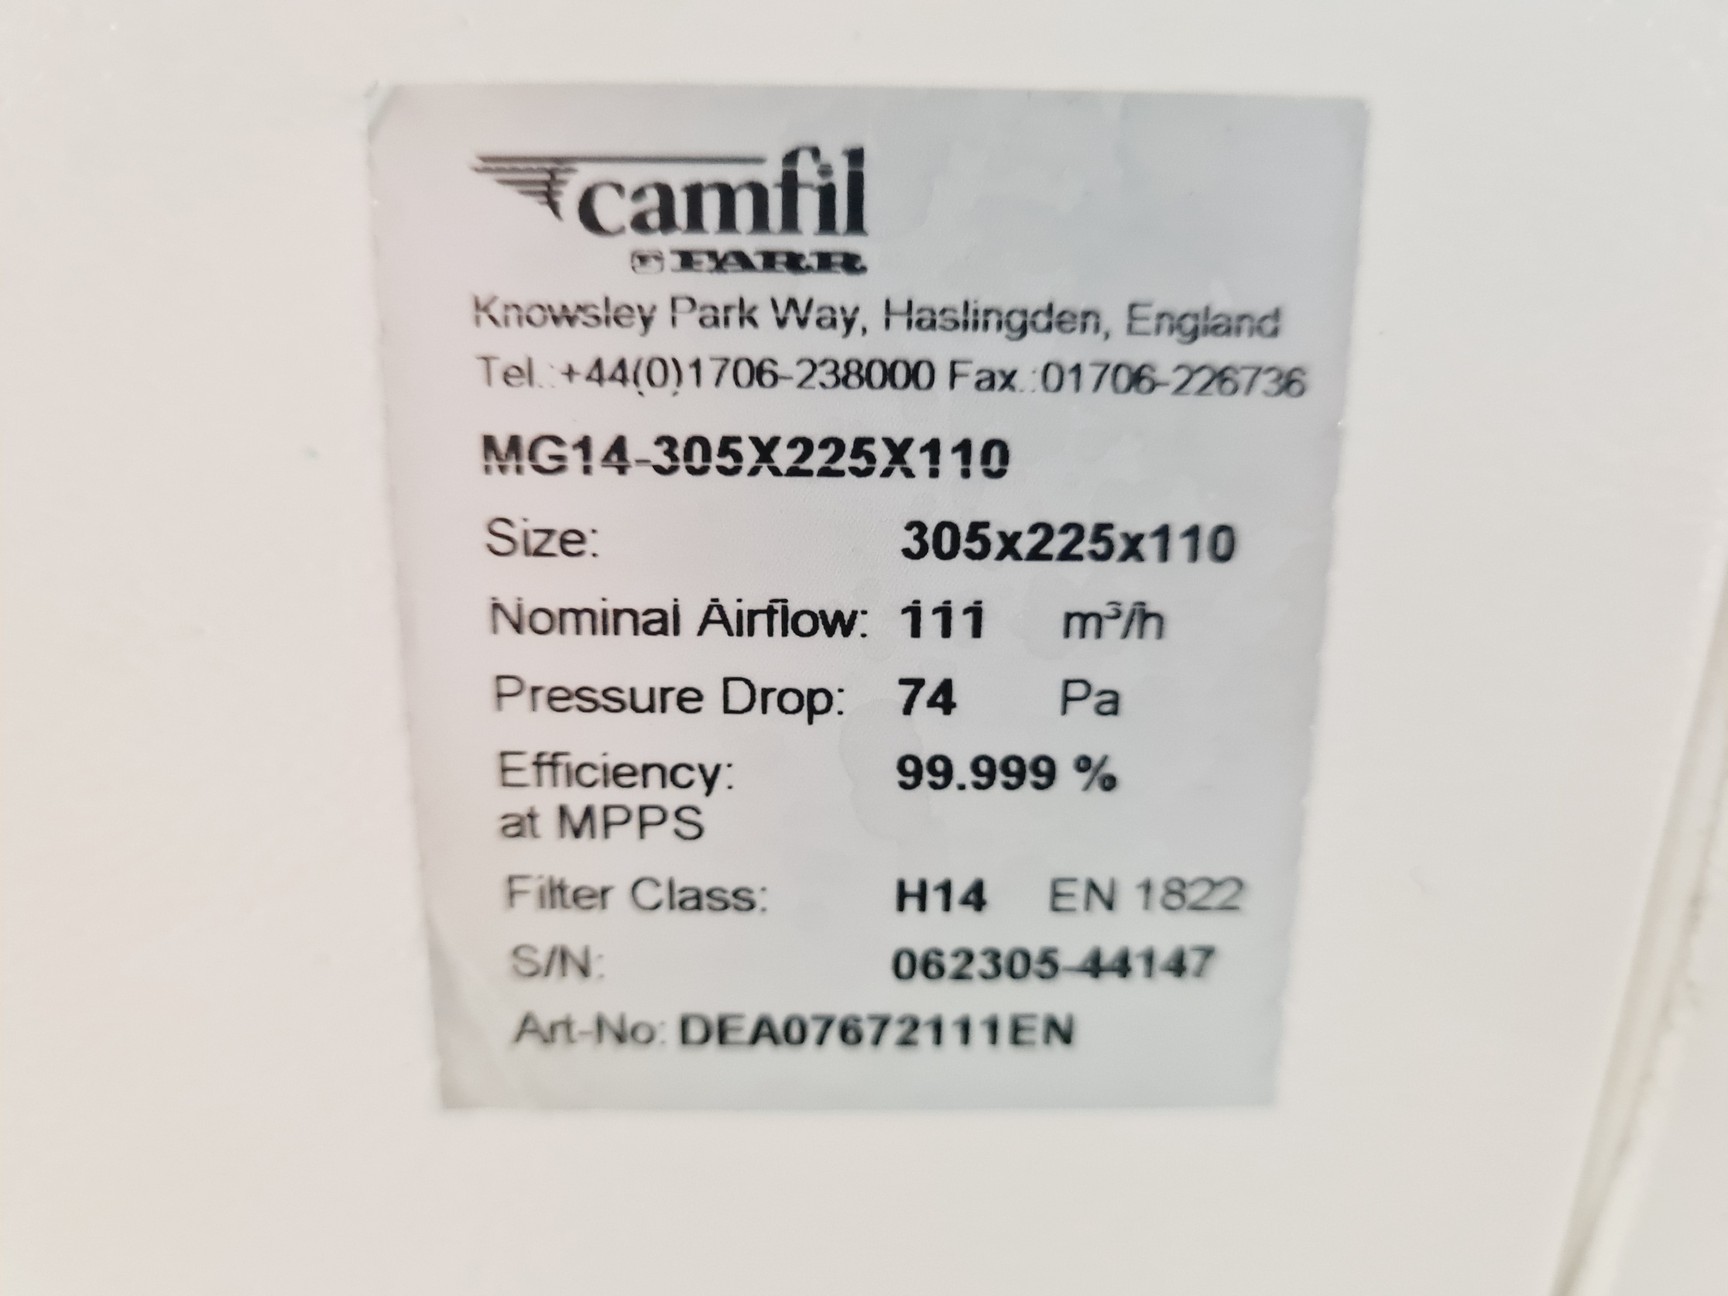 camfil
FARR
Knowsley Park Way, Haslingden, England
Tel.:+44(0)1706-238000 Fax.:01706-226736
MG14-305X225X110
Size: 305x225x110
Nominal Airflow: 111 m³/h
Pressure Drop: 74 Pa
Efficiency: 99.999 %
at MPPS
Filter Class: H14 EN 1822
S/N: 062305-44147
Art-No: DEA07672111EN